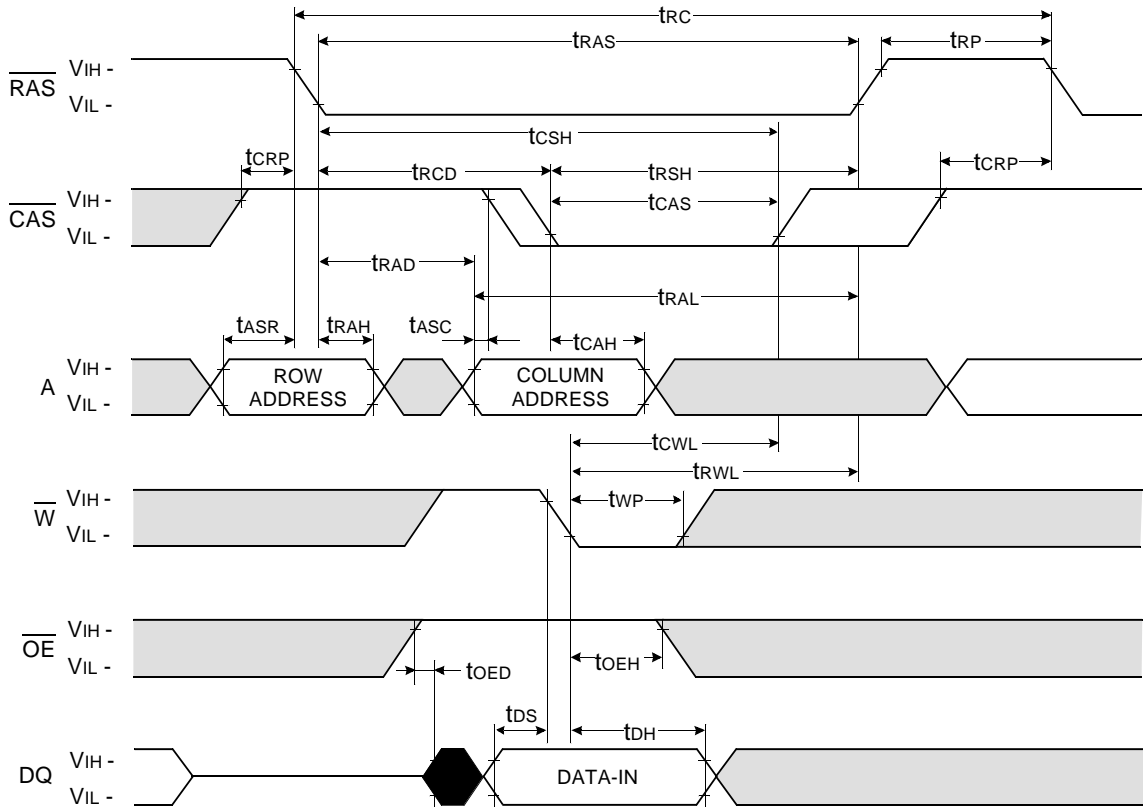 tRC
tRAS
tRP
RAS
VIH -
VIL -
tCSH
tCRP
tRCD
tRSH
tCRP
CAS
VIH -
VIL -
tCAS
tRAD
tRAL
tASR
tRAH
tASC
tCAH
A
VIH -
VIL -
ROW
ADDRESS
COLUMN
ADDRESS
tCWL
tRWL
W
VIH -
VIL -
tWP
OE
VIH -
VIL -
tOED
tOEH
tDS
tDH
DQ
VIH -
VIL -
DATA-IN